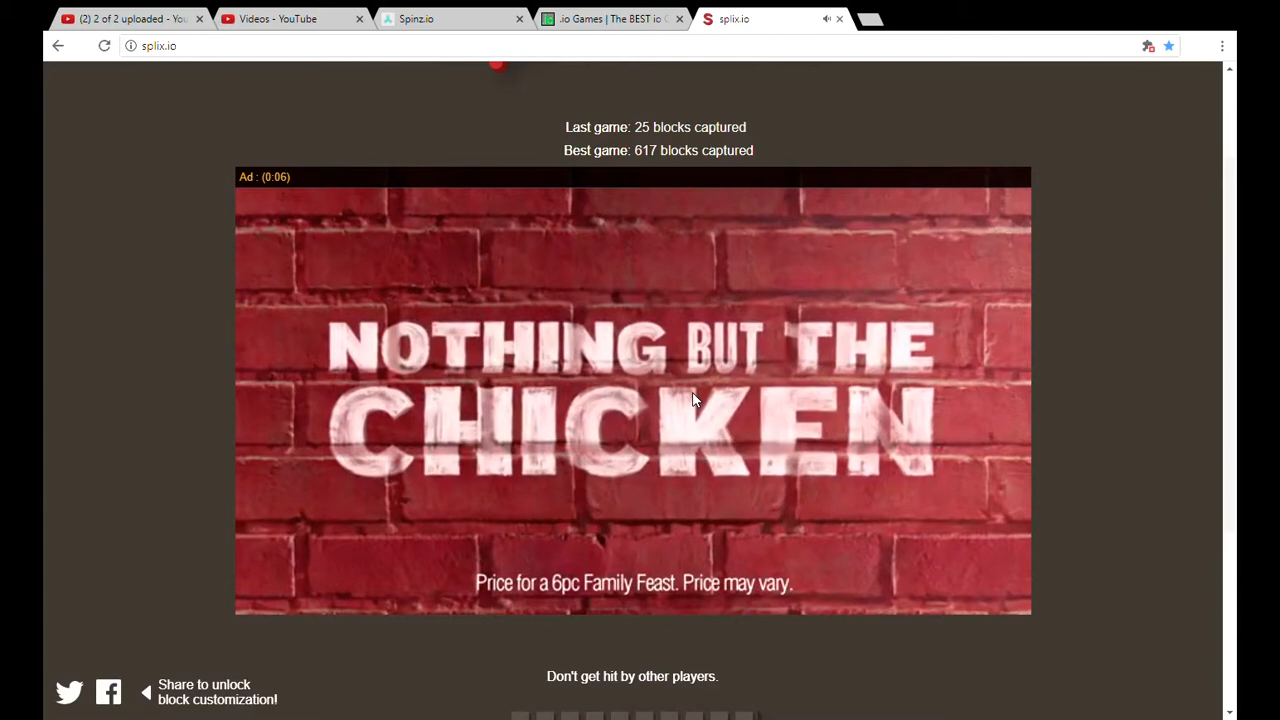 (2) 2 of 2 uploaded - You
Videos - YouTube
Spinz.io
.io Games | The BEST io G
splix.io
splix.io
Last game: 25 blocks captured
Best game: 617 blocks captured
Ad : (0:06)
NOTHING BUT THE
CHICKEN
Price for a 6pc Family Feast. Price may vary.
Don't get hit by other players.
Share to unlock
block customization!